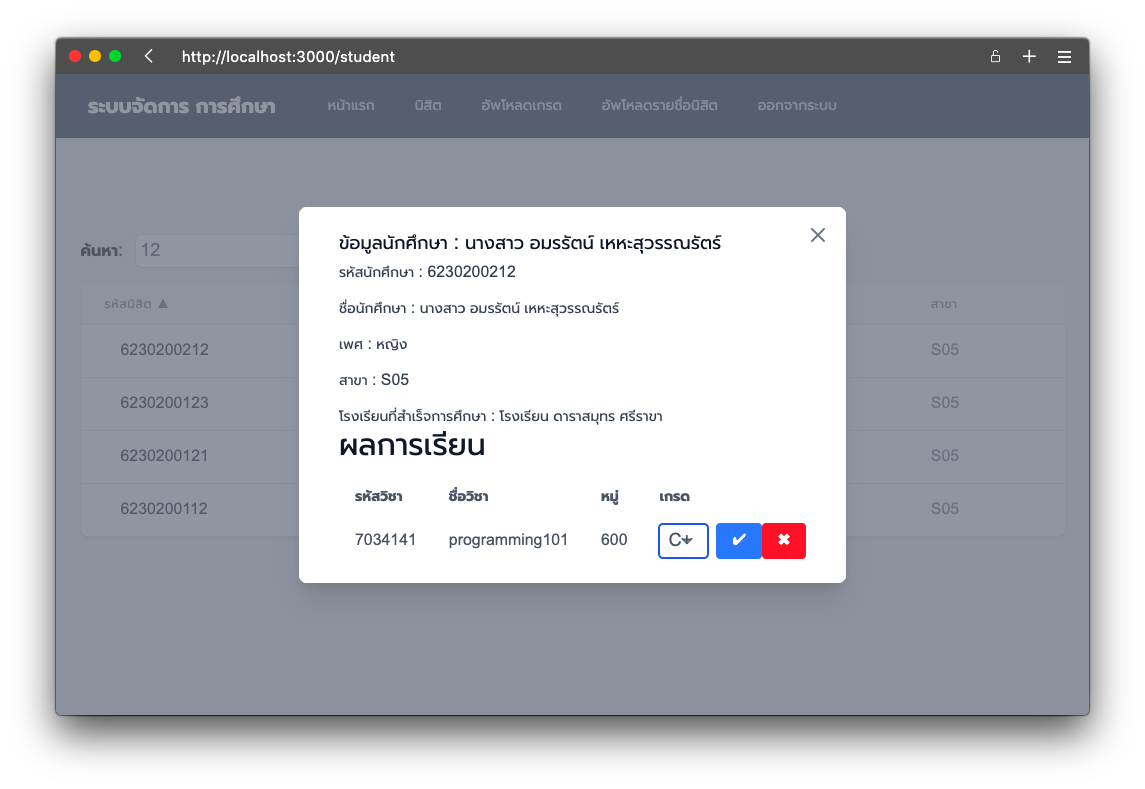 http://localhost:3000/student
ระบบจัดการ การศึกษา หน้าแรก นิสิต อัพโหลดเกรด อัพโหลดรายชื่อนิสิต ออกจากระบบ
ค้นหา: 12
รหัสนิสิต ▲ สาขา
6230200212 S05
6230200123 S05
6230200121 S05
6230200112 S05
ข้อมูลนักศึกษา : นางสาว อมรรัตน์ เหหะสุวรรณรัตร์
รหัสนักศึกษา : 6230200212
ชื่อนักศึกษา : นางสาว อมรรัตน์ เหหะสุวรรณรัตร์
เพศ : หญิง
สาขา : S05
โรงเรียนที่สำเร็จการศึกษา : โรงเรียน ดาราสมุทร ศรีราขา
ผลการเรียน
รหัสวิชา ชื่อวิชา หมู่ เกรด
7034141 programming101 600 C